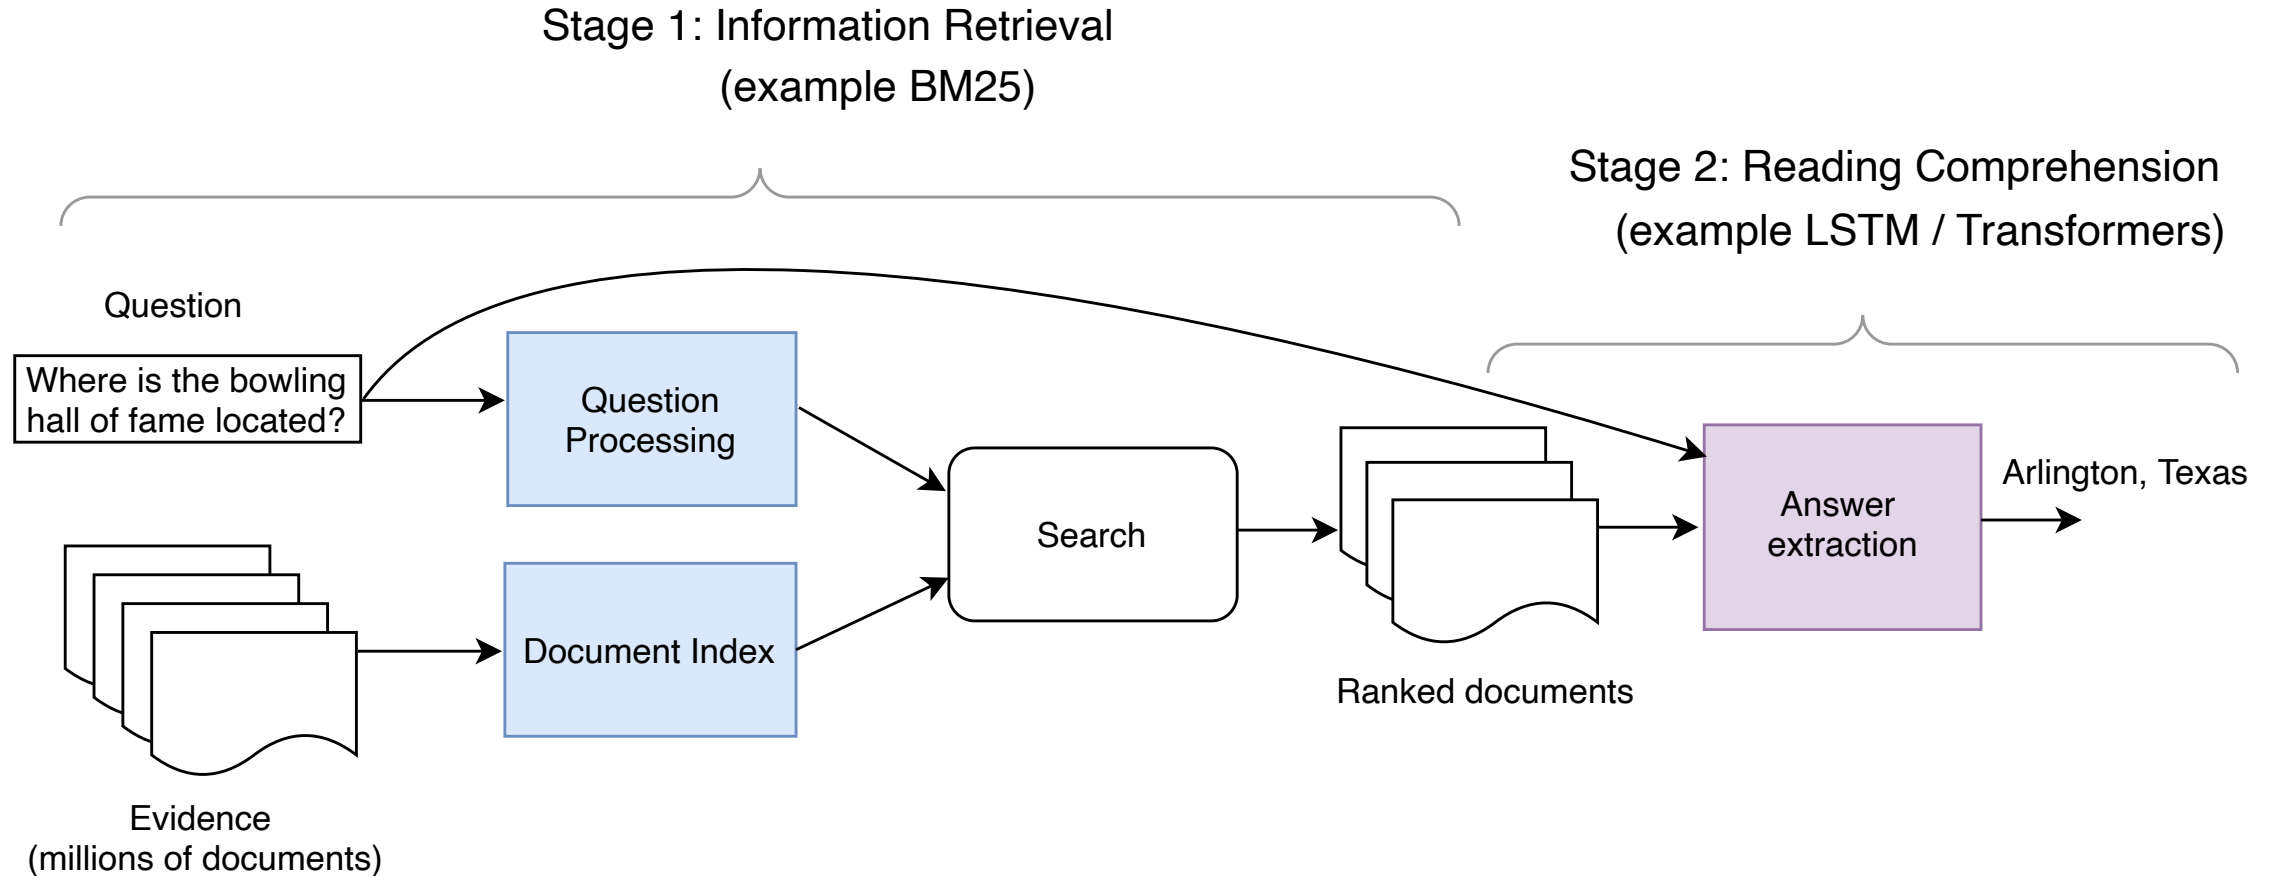 Stage 1: Information Retrieval
(example BM25)
Stage 2: Reading Comprehension
(example LSTM / Transformers)
Question
Where is the bowling
hall of fame located?
Question
Processing
Search
Answer
extraction
Arlington, Texas
Document Index
Ranked documents
Evidence
(millions of documents)